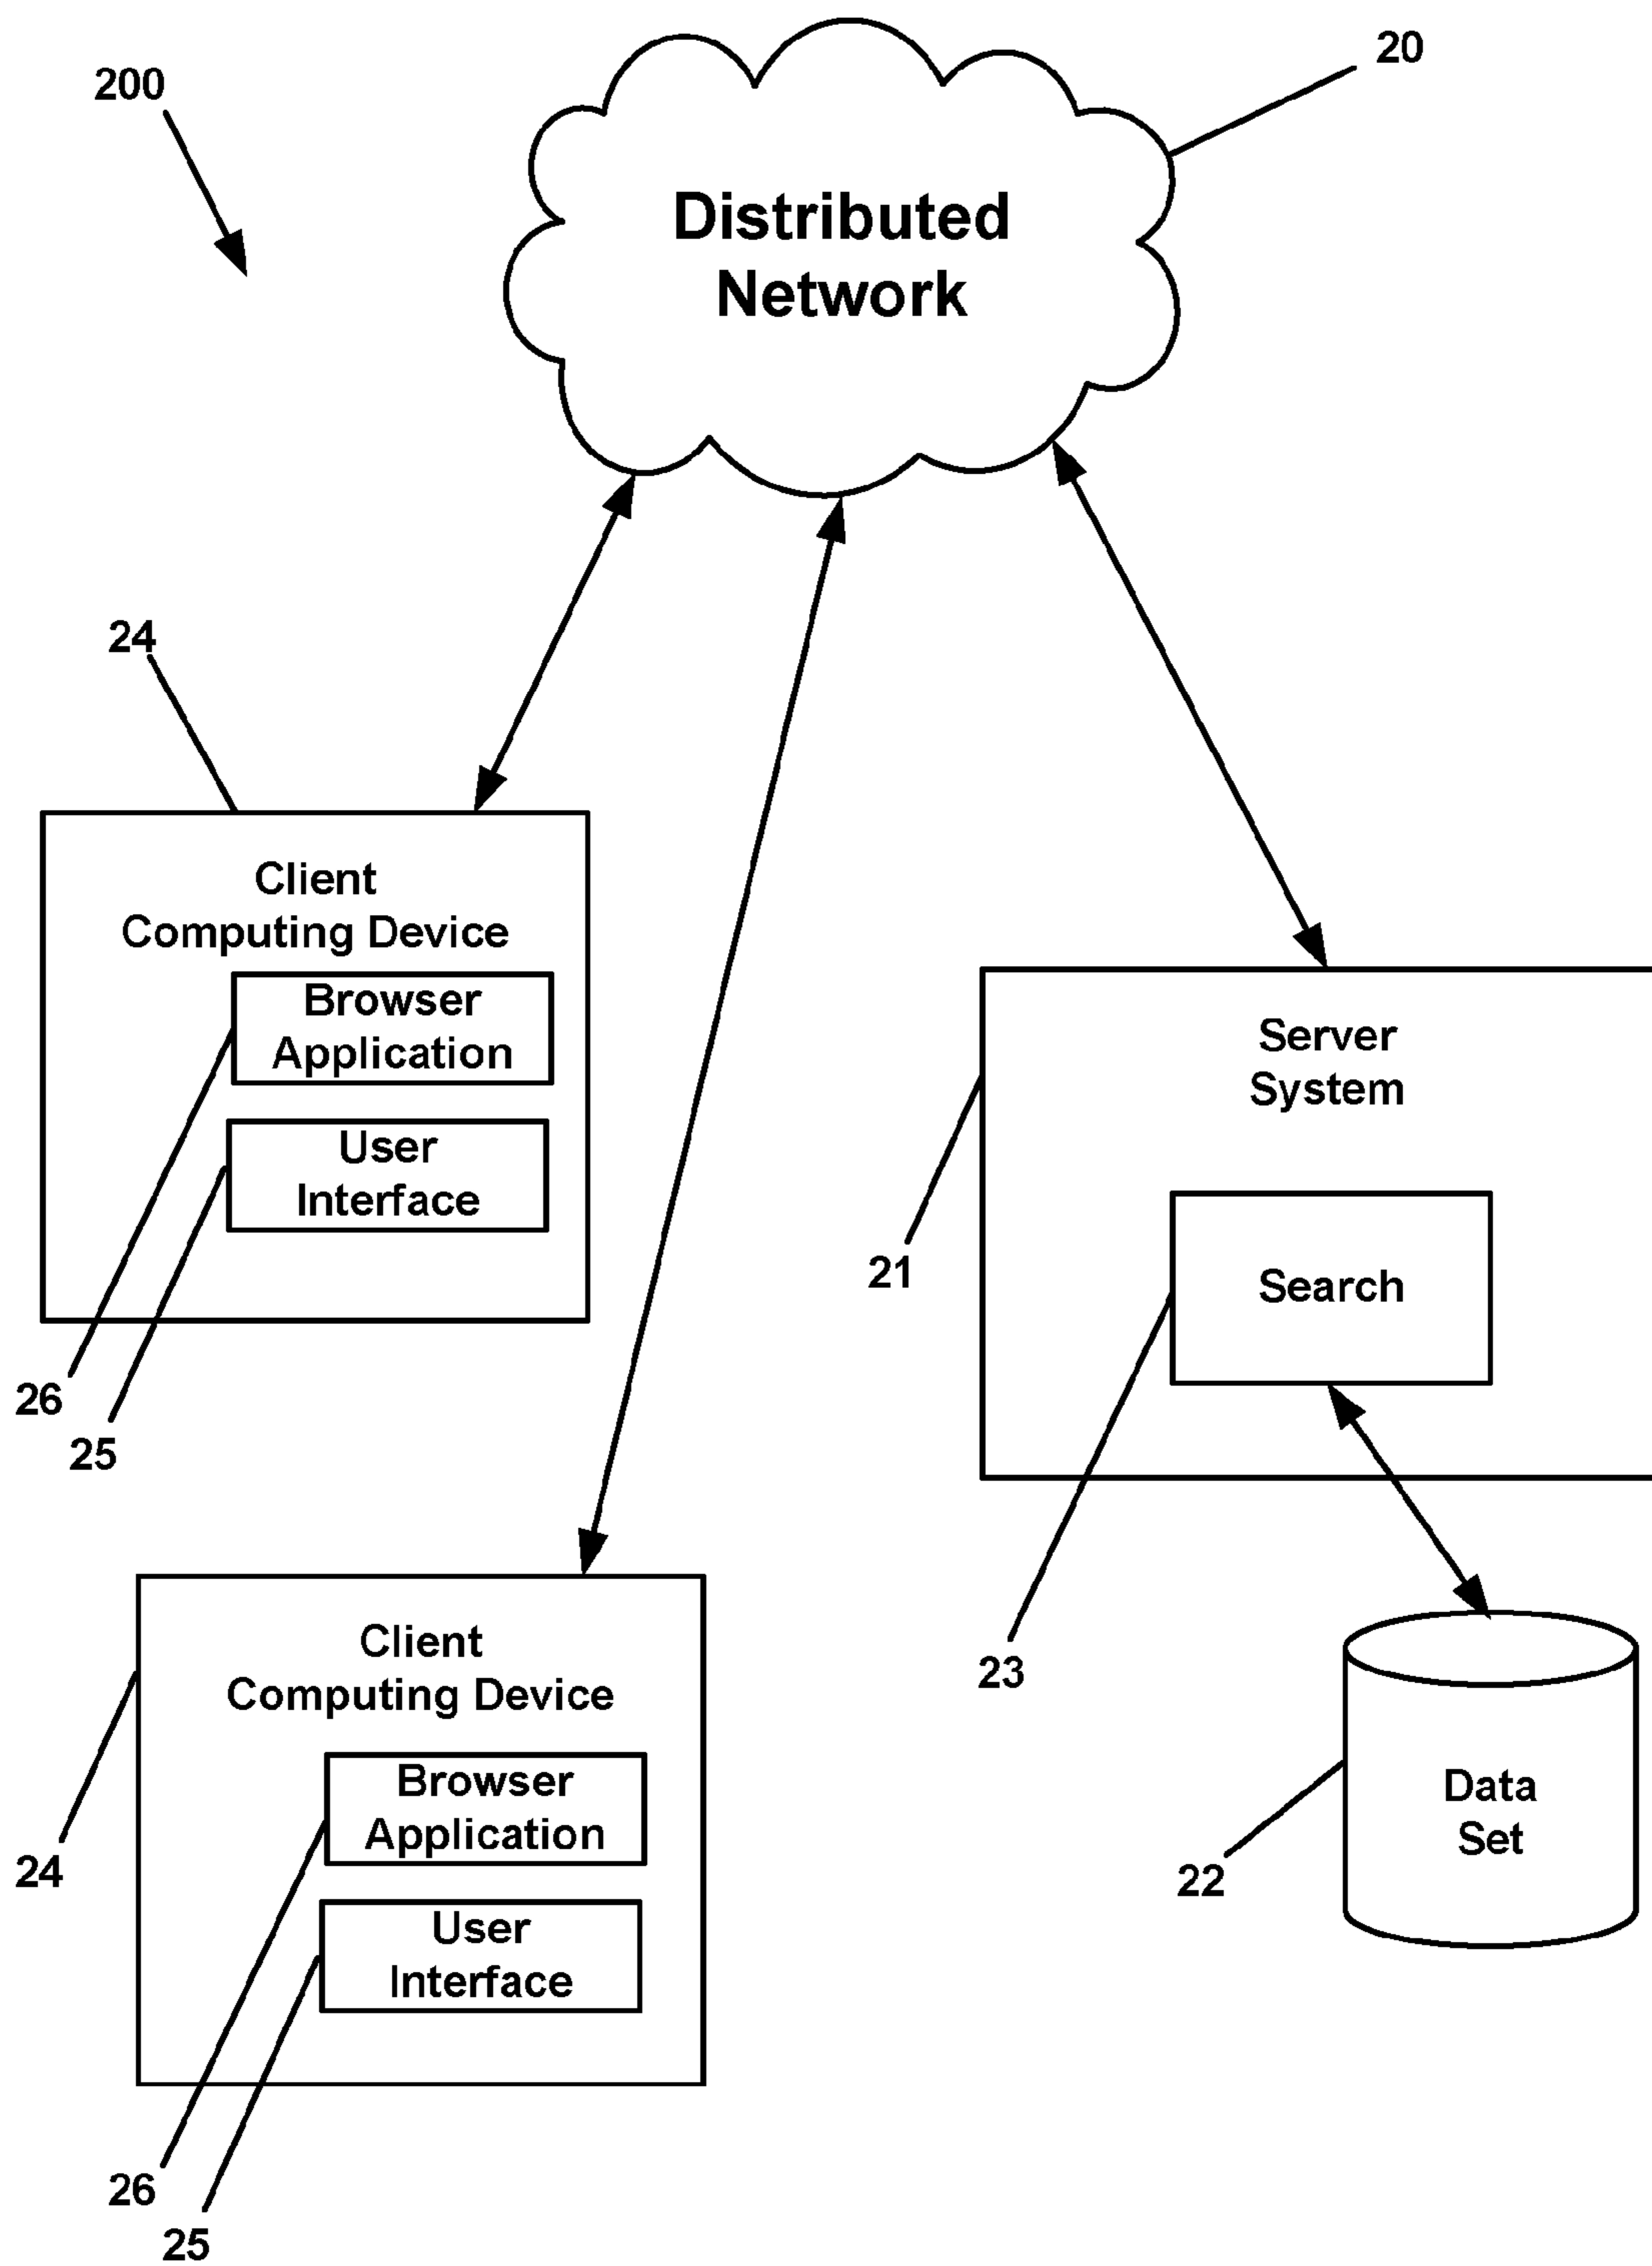 200
20
Distributed
Network
24
Client
Computing Device
Browser
Application
User
Interface
26
25
Server
System
21
Search
23
Client
Computing Device
24
Browser
Application
User
Interface
26
25
Data
Set
22